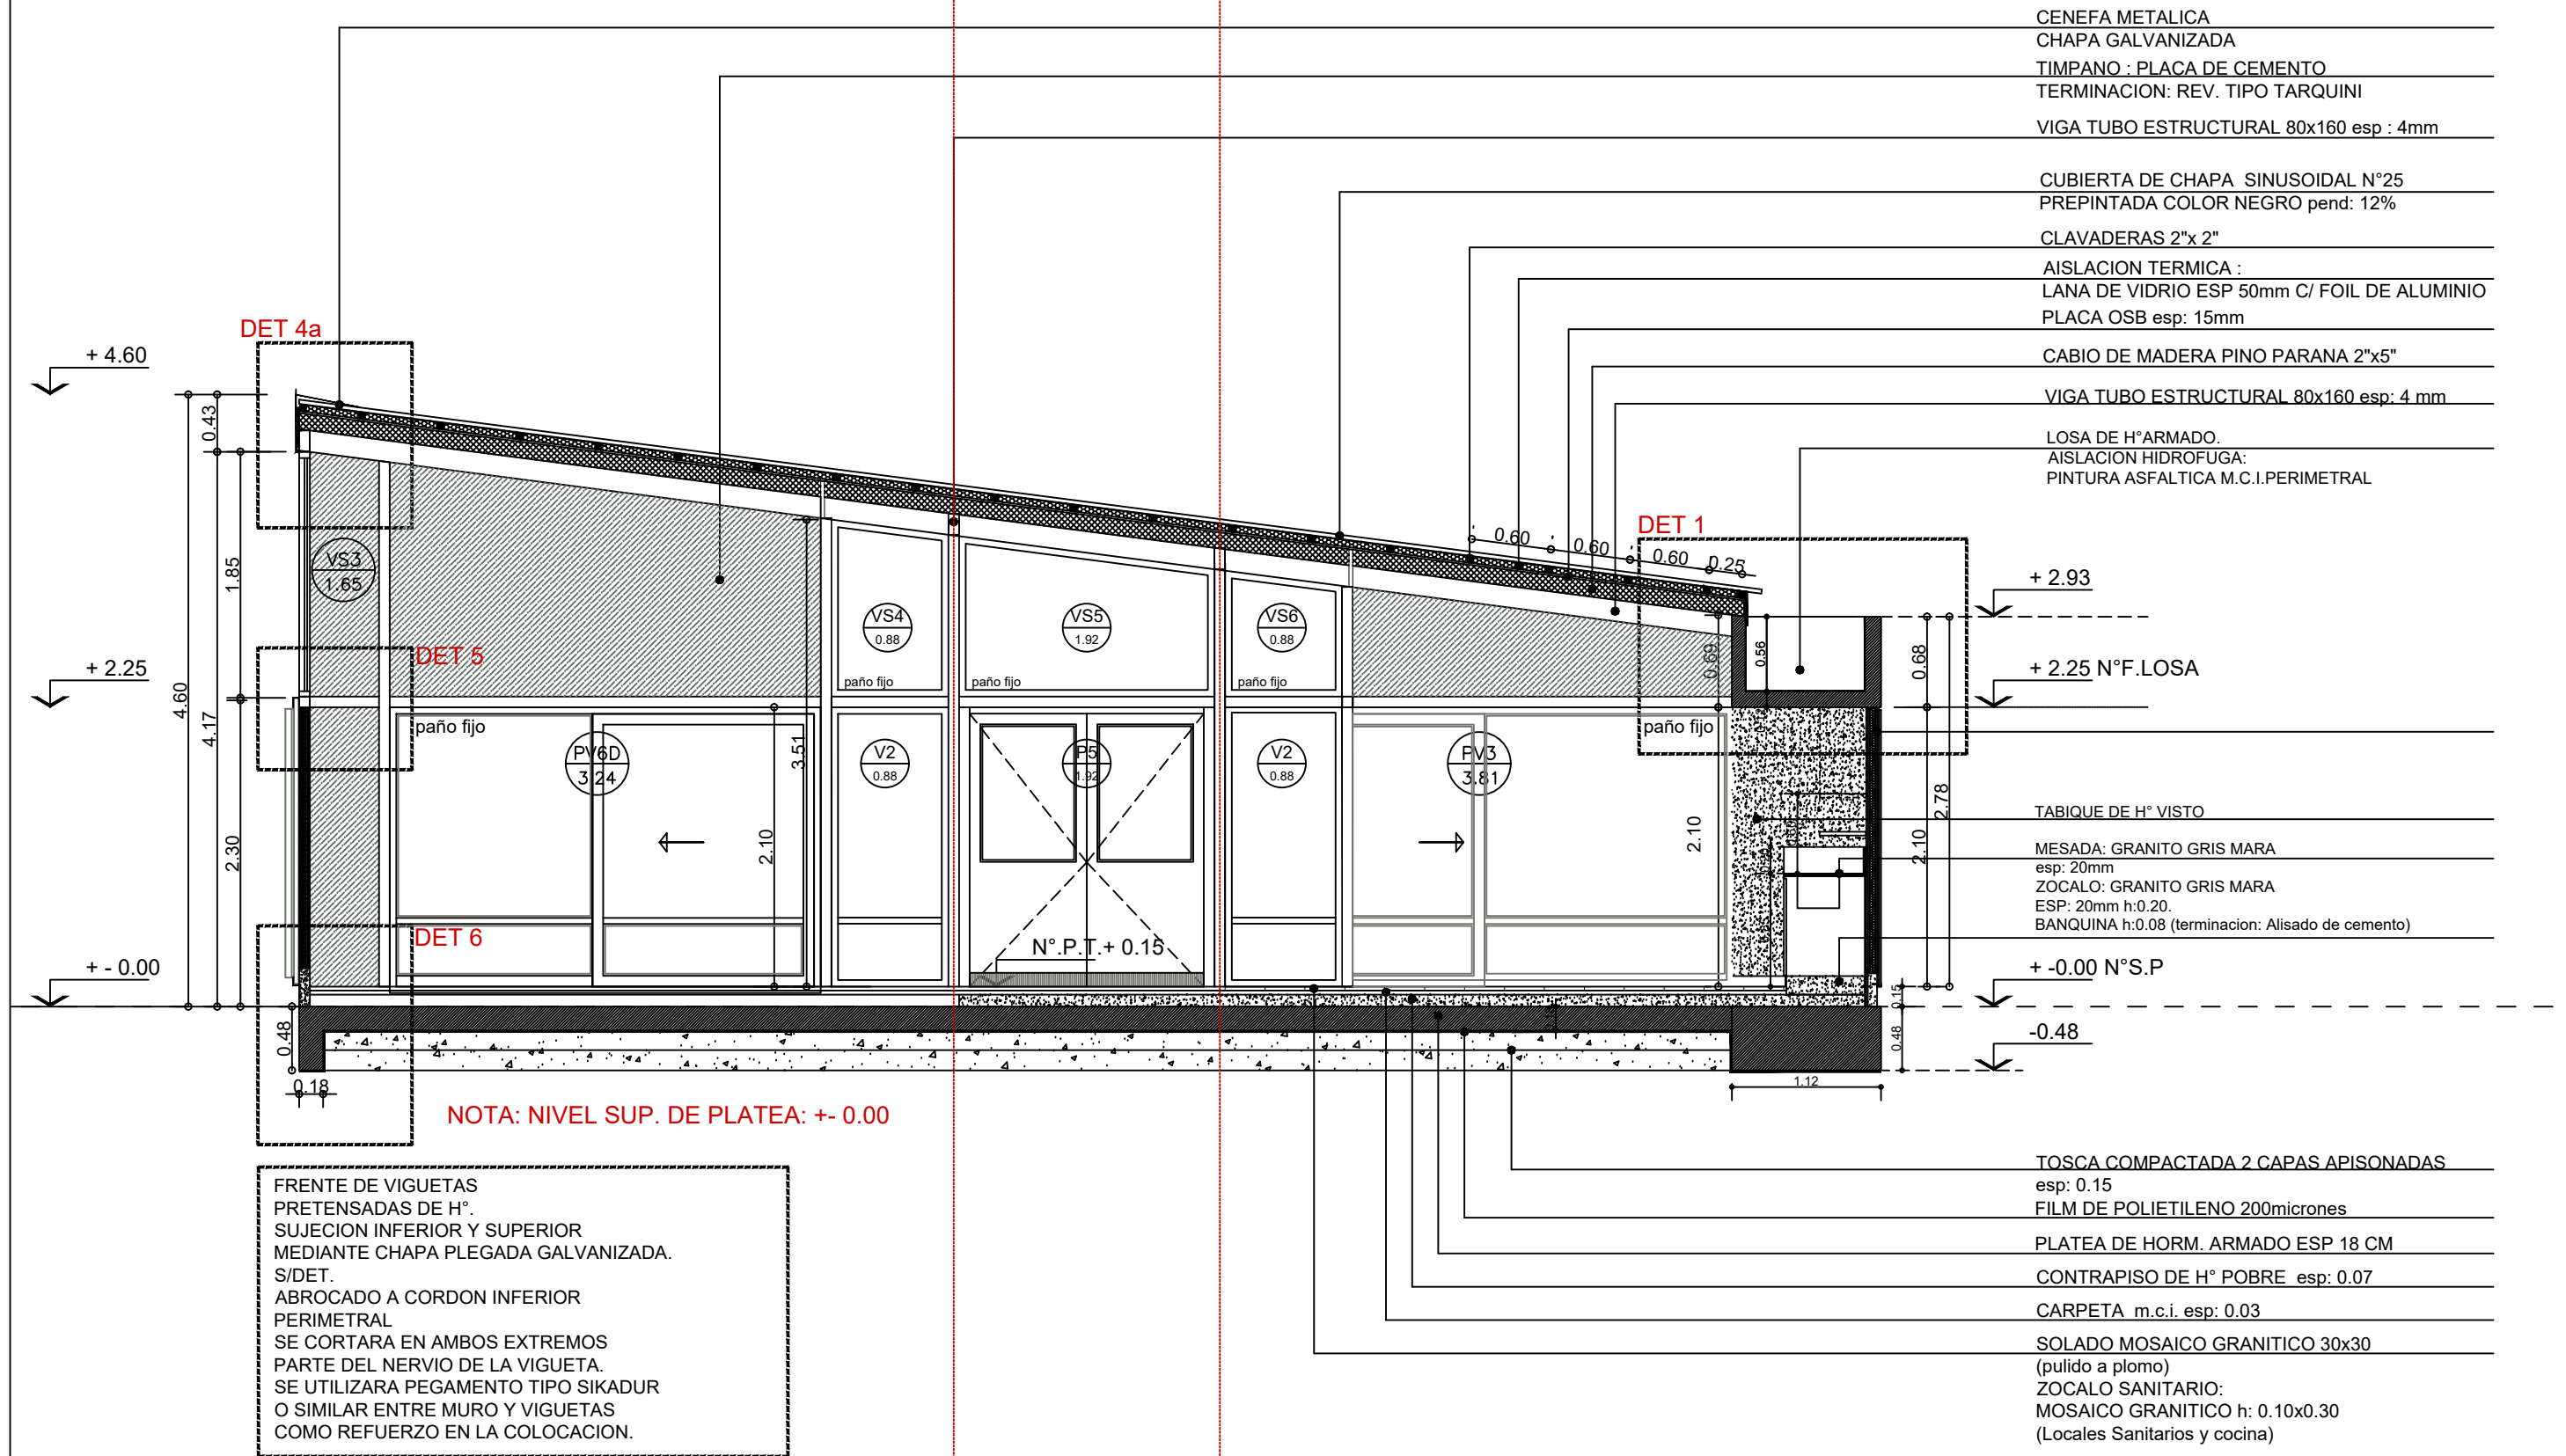 CENEFA METALICA
CHAPA GALVANIZADA
TIMPANO : PLACA DE CEMENTO
TERMINACION: REV. TIPO TARQUINI
VIGA TUBO ESTRUCTURAL 80x160 esp : 4mm
CUBIERTA DE CHAPA SINUSOIDAL N°25
PREPINTADA COLOR NEGRO pend: 12%
CLAVADERAS 2"x 2"
AISLACION TERMICA :
LANA DE VIDRIO ESP 50mm C/ FOIL DE ALUMINIO
PLACA OSB esp: 15mm
CABIO DE MADERA PINO PARANA 2"x5"
VIGA TUBO ESTRUCTURAL 80x160 esp: 4 mm
LOSA DE H°ARMADO.
AISLACION HIDROFUGA:
PINTURA ASFALTICA M.C.I.PERIMETRAL
DET 4a
+ 4.60
0.43
DET 1
0.60
0.60
0.60
0.25
VS3
1.65
1.85
+ 2.93
VS4
0.88
VS5
1.92
VS6
0.88
DET 5
0.69
0.56
0.68
+ 2.25
+ 2.25 N°F.LOSA
paño fijo
paño fijo
paño fijo
4.60
4.17
paño fijo
paño fijo
PV6D
3.24
3.51
V2
0.88
P5
1.92
V2
0.88
PV3
3.81
2.30
2.10
2.10
2.10
2.78
TABIQUE DE H° VISTO
MESADA: GRANITO GRIS MARA
esp: 20mm
ZOCALO: GRANITO GRIS MARA
ESP: 20mm h:0.20.
BANQUINA h:0.08 (terminacion: Alisado de cemento)
DET 6
N°.P.T.+ 0.15
+ - 0.00
+ -0.00 N°S.P
0.15
0.48
0.18
0.48
-0.48
0.18
1.12
NOTA: NIVEL SUP. DE PLATEA: +- 0.00
TOSCA COMPACTADA 2 CAPAS APISONADAS
esp: 0.15
FILM DE POLIETILENO 200micrones
PLATEA DE HORM. ARMADO ESP 18 CM
CONTRAPISO DE H° POBRE esp: 0.07
CARPETA m.c.i. esp: 0.03
SOLADO MOSAICO GRANITICO 30x30
(pulido a plomo)
ZOCALO SANITARIO:
MOSAICO GRANITICO h: 0.10x0.30
(Locales Sanitarios y cocina)
FRENTE DE VIGUETAS
PRETENSADAS DE H°.
SUJECION INFERIOR Y SUPERIOR
MEDIANTE CHAPA PLEGADA GALVANIZADA.
S/DET.
ABROCADO A CORDON INFERIOR
PERIMETRAL
SE CORTARA EN AMBOS EXTREMOS
PARTE DEL NERVIO DE LA VIGUETA.
SE UTILIZARA PEGAMENTO TIPO SIKADUR
O SIMILAR ENTRE MURO Y VIGUETAS
COMO REFUERZO EN LA COLOCACION.